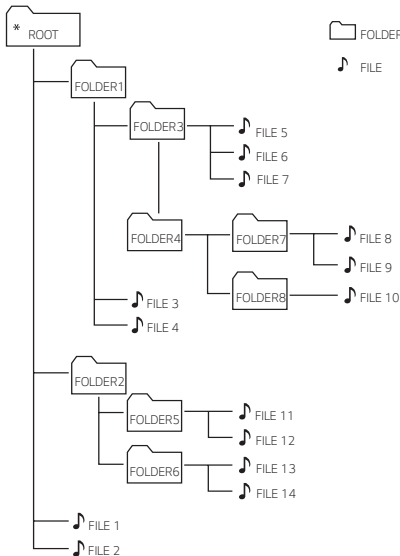 * ROOT
FOLDER
FILE
FOLDER1
FOLDER3
FILE 5
FILE 6
FILE 7
FOLDER4
FOLDER7
FILE 8
FILE 9
FOLDER8
FILE 10
FILE 3
FILE 4
FOLDER2
FOLDER5
FILE 11
FILE 12
FOLDER6
FILE 13
FILE 14
FILE 1
FILE 2